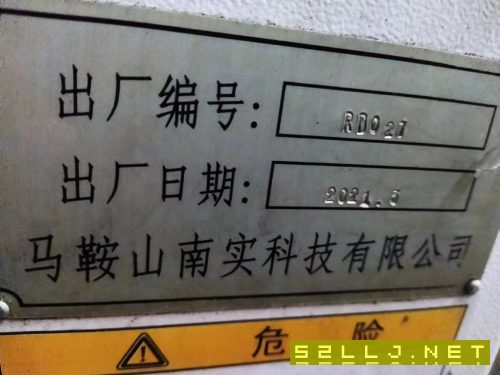 出厂编号: RD021
出厂日期: 2021.5
马鞍山南实科技有限公司
危 险
52LLJ.NET